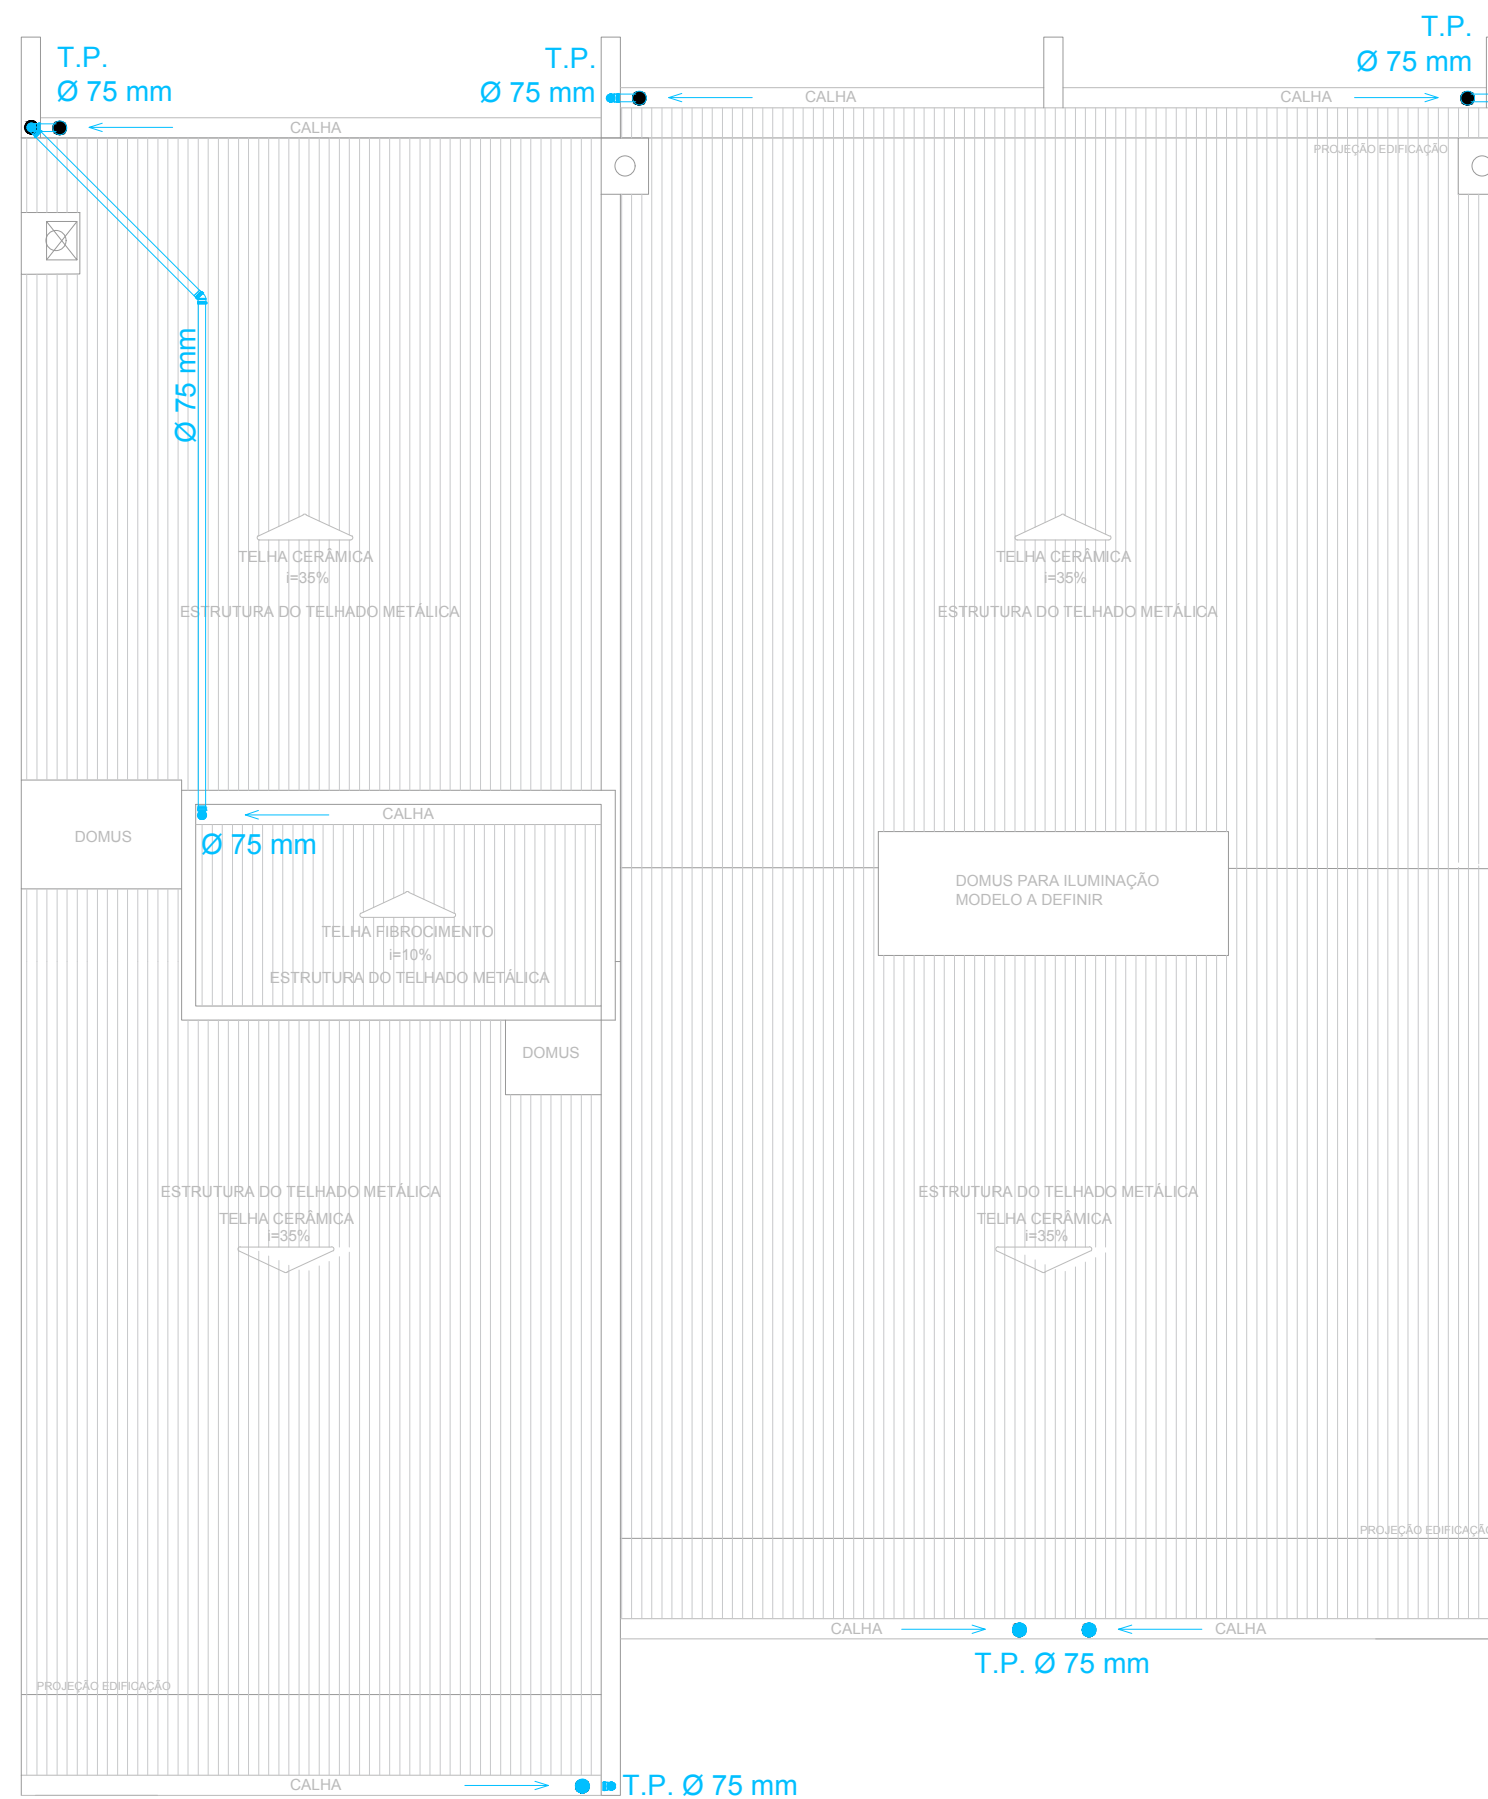 T.P.
Ø 75 mm
T.P.
Ø 75 mm
T.P.
Ø 75 mm
CALHA
CALHA
CALHA
PROJEÇÃO EDIFICAÇÃO
Ø 75 mm
TELHA CERÂMICA
i=35%
ESTRUTURA DO TELHADO METÁLICA
TELHA CERÂMICA
i=35%
ESTRUTURA DO TELHADO METÁLICA
CALHA
DOMUS
Ø 75 mm
DOMUS PARA ILUMINAÇÃO
MODELO A DEFINIR
TELHA FIBROCIMENTO
i=10%
ESTRUTURA DO TELHADO METÁLICA
DOMUS
ESTRUTURA DO TELHADO METÁLICA
TELHA CERÂMICA
i=35%
ESTRUTURA DO TELHADO METÁLICA
TELHA CERÂMICA
i=35%
PROJEÇÃO EDIFICAÇÃO
CALHA
CALHA
T.P. Ø 75 mm
PROJEÇÃO EDIFICAÇÃO
CALHA
T.P. Ø 75 mm